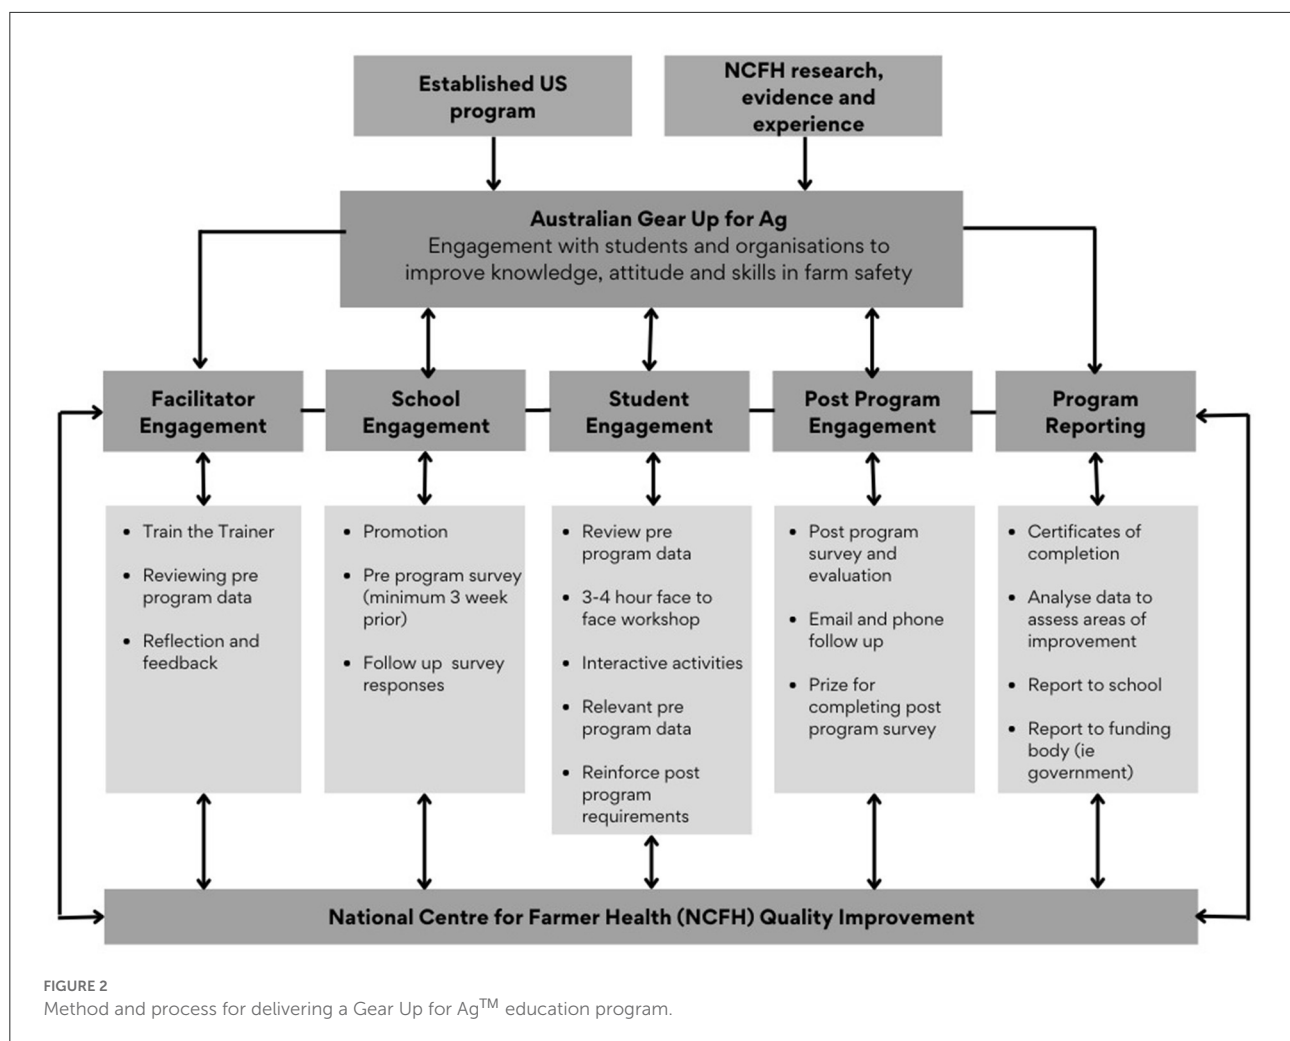 Established US
program
NCFH research,
evidence and
experience
Australian Gear Up for Ag
Engagement with students and organisations to
improve knowledge, attitude and skills in farm safety
Facilitator
Engagement
School
Engagement
Student
Engagement
Post Program
Engagement
Program
Reporting
• Train the Trainer
• Reviewing pre
program data
• Reflection and
feedback
• Promotion
• Pre program survey
(minimum 3 week
prior)
• Follow up survey
responses
• Review pre
program data
• 3-4 hour face to
face workshop
• Interactive activities
• Relevant pre
program data
• Reinforce post
program
requirements
• Post program
survey and
evaluation
• Email and phone
follow up
• Prize for
completing post
program survey
• Certificates of
completion
• Analyse data to
assess areas of
improvement
• Report to school
• Report to funding
body (ie
government)
National Centre for Farmer Health (NCFH) Quality Improvement
FIGURE 2
Method and process for delivering a Gear Up for Ag™ education program.